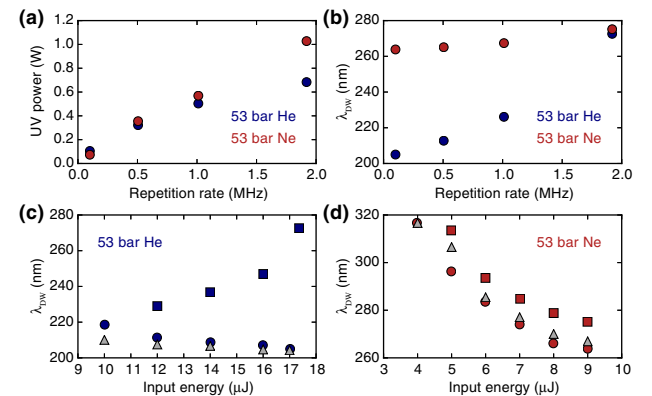 (a)
1.2
1.0
0.8
0.6
0.4
0.2
0.0
UV power (W)
53 bar He
53 bar Ne
0.0 0.5 1.0 1.5 2.0
Repetition rate (MHz)
(b)
280
260
240
220
200
λDW (nm)
53 bar He
53 bar Ne
0.0 0.5 1.0 1.5 2.0
Repetition rate (MHz)
(c)
280
260
240
220
200
λDW (nm)
53 bar He
9 10 11 12 13 14 15 16 17 18
Input energy (μJ)
(d)
320
300
280
260
λDW (nm)
53 bar Ne
3 4 5 6 7 8 9 10
Input energy (μJ)